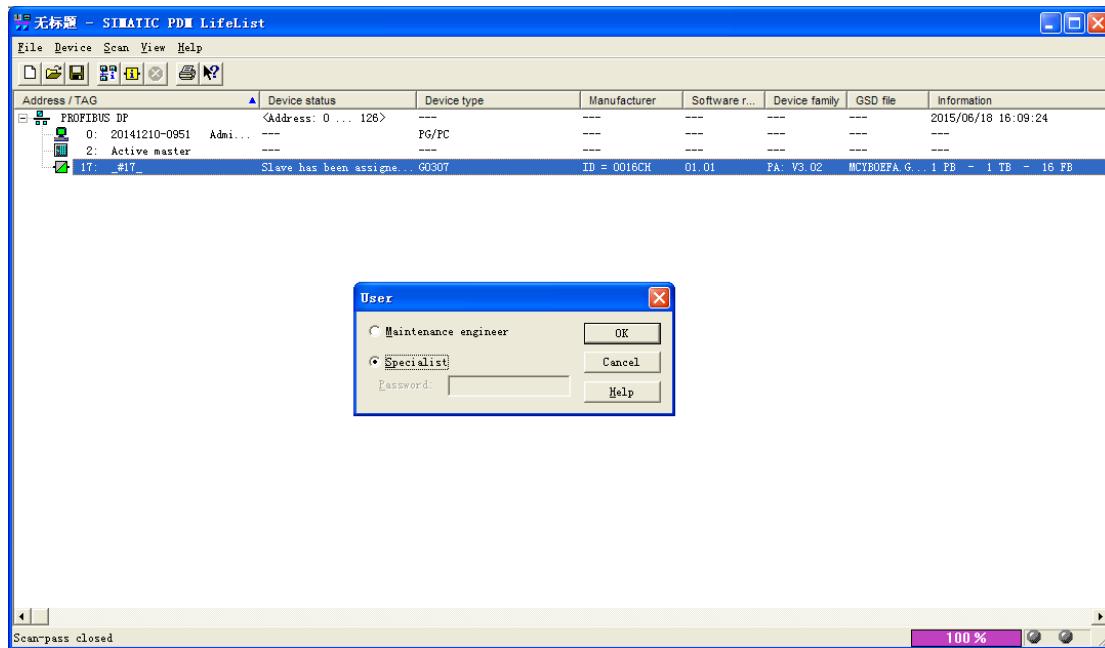 无标题 - SIMATIC PDM LifeList
File Device Scan View Help
Address / TAG Device status Device type Manufacturer Software r... Device family GSD file Information
PROFIBUS DP <Address: 0 ... 126> --- --- --- --- --- 2015/06/18 16:09:24
0: 20141210-0951 Admi... --- PG/PC --- --- --- --- ---
2: Active master --- --- --- --- --- --- ---
17: _#17_ Slave has been assigne... G0307 ID = 0016CH 01.01 PA: V3.02 MCYB0EFA.G... 1 PB - 1 TB - 16 FB
User
Maintenance engineer
OK
Specialist
Cancel
Password:
Help
Scan-pass closed
100 %